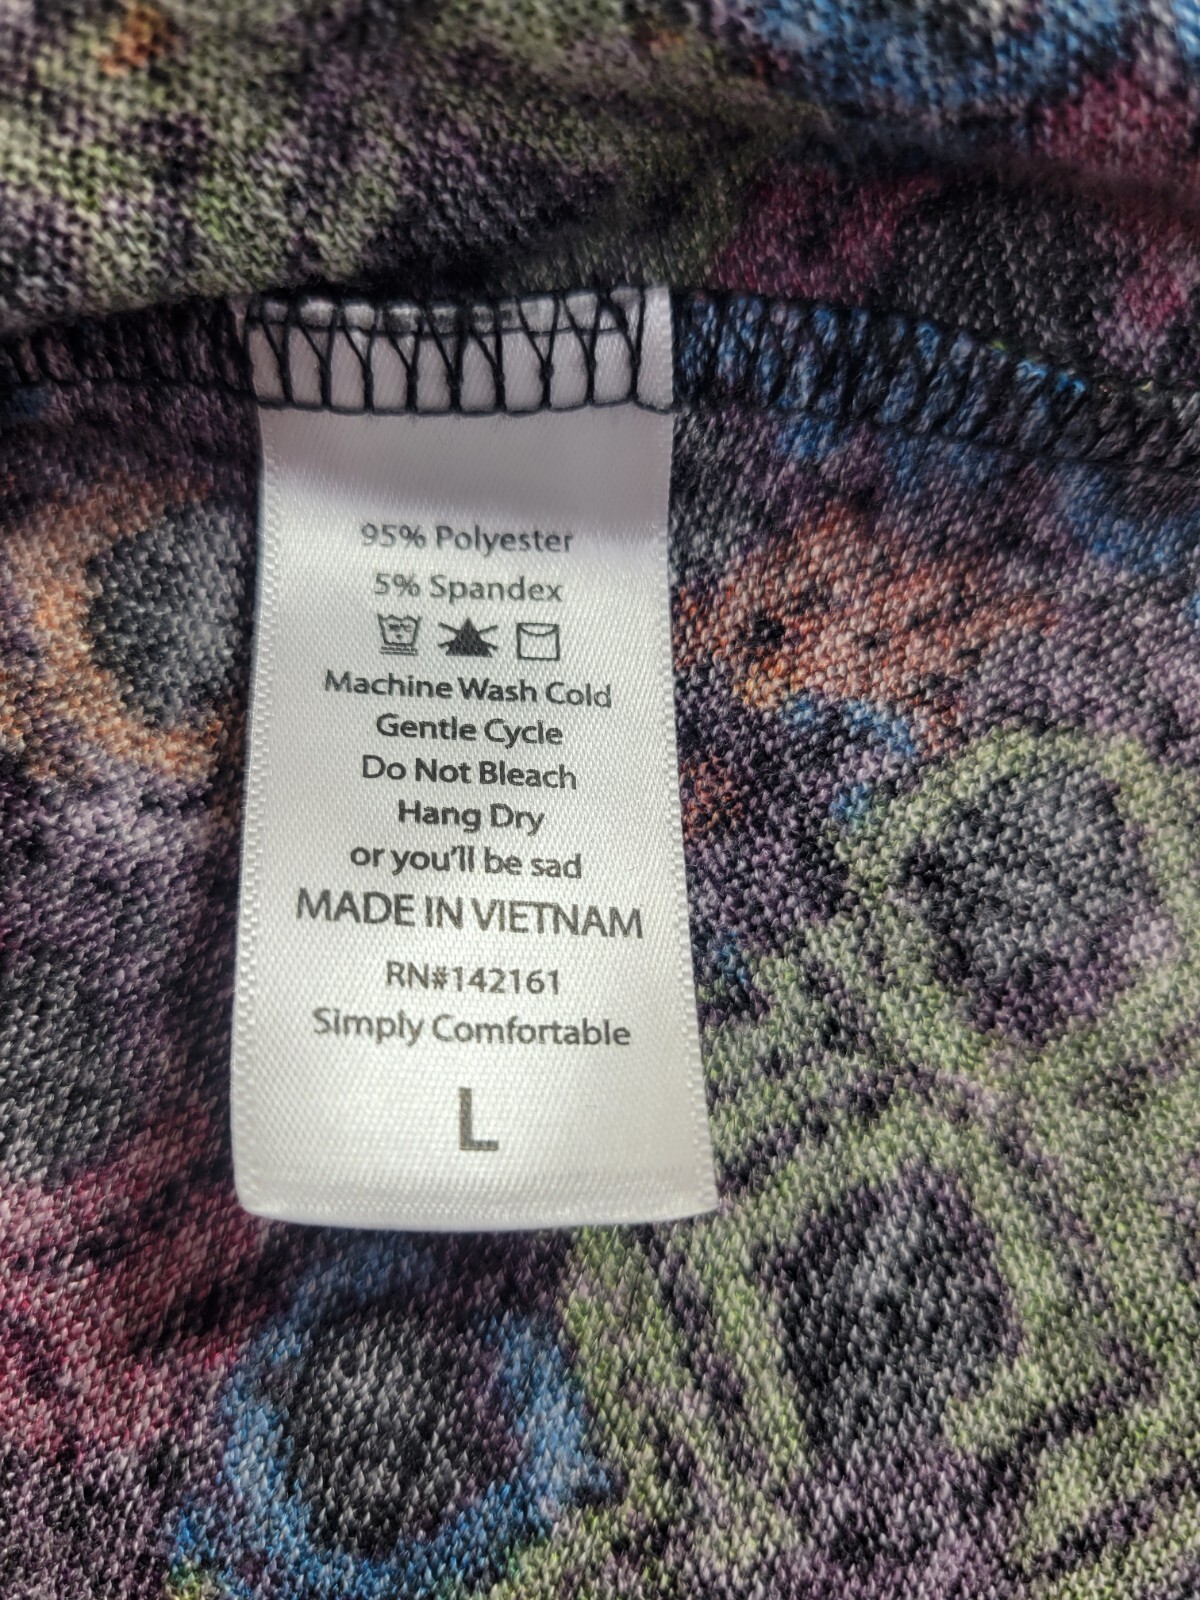 95% Polyester
5% Spandex
Machine Wash Cold
Gentle Cycle
Do Not Bleach
Hang Dry
or you'll be sad
MADE IN VIETNAM
RN#142161
Simply Comfortable
L